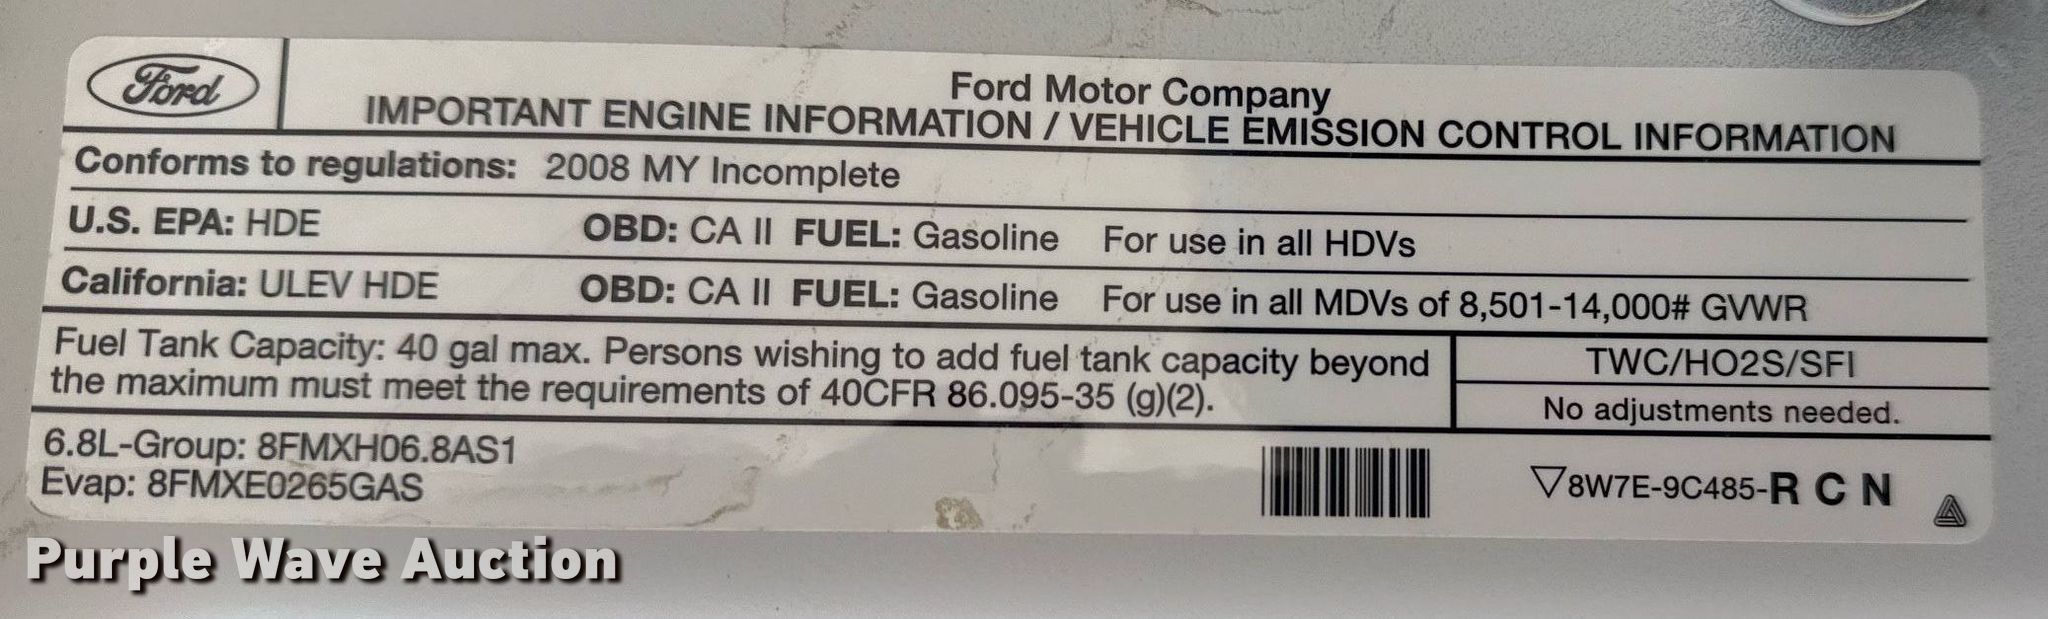 Ford
Ford Motor Company
IMPORTANT ENGINE INFORMATION / VEHICLE EMISSION CONTROL INFORMATION
Conforms to regulations: 2008 MY Incomplete
U.S. EPA: HDE OBD: CA II FUEL: Gasoline For use in all HDVs
California: ULEV HDE OBD: CA II FUEL: Gasoline For use in all MDVs of 8,501-14,000# GVWR
Fuel Tank Capacity: 40 gal max. Persons wishing to add fuel tank capacity beyond
the maximum must meet the requirements of 40CFR 86.095-35 (g)(2).
TWC/HO2S/SFI
No adjustments needed.
6.8L-Group: 8FMXH06.8AS1
Evap: 8FMXE0265GAS
▽8W7E-9C485-R C N
Purple Wave Auction